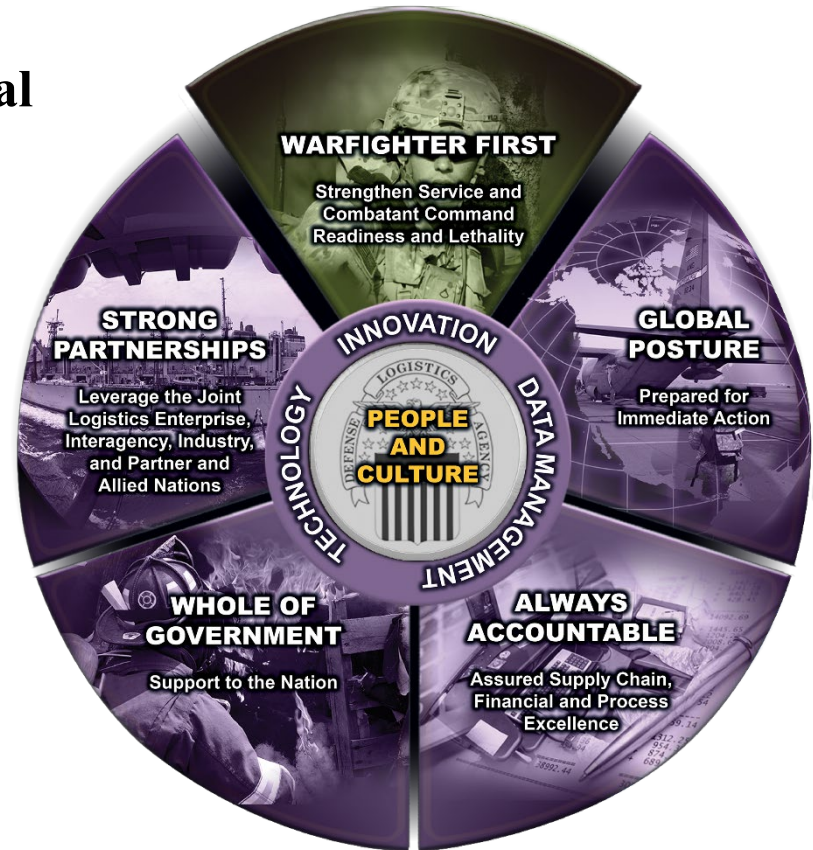 al
WARFIGHTER FIRST
Strengthen Service and
Combatant Command
Readiness and Lethality
STRONG
PARTNERSHIPS
Leverage the Joint
Logistics Enterprise,
Interagency, Industry,
and Partner and
Allied Nations
GLOBAL
POSTURE
Prepared for
Immediate Action
INNOVATION
DATA MANAGEMENT
TECHNOLOGY
DEFENSE LOGISTICS AGENCY
PEOPLE
AND
CULTURE
WHOLE OF
GOVERNMENT
Support to the Nation
ALWAYS
ACCOUNTABLE
Assured Supply Chain,
Financial and Process
Excellence